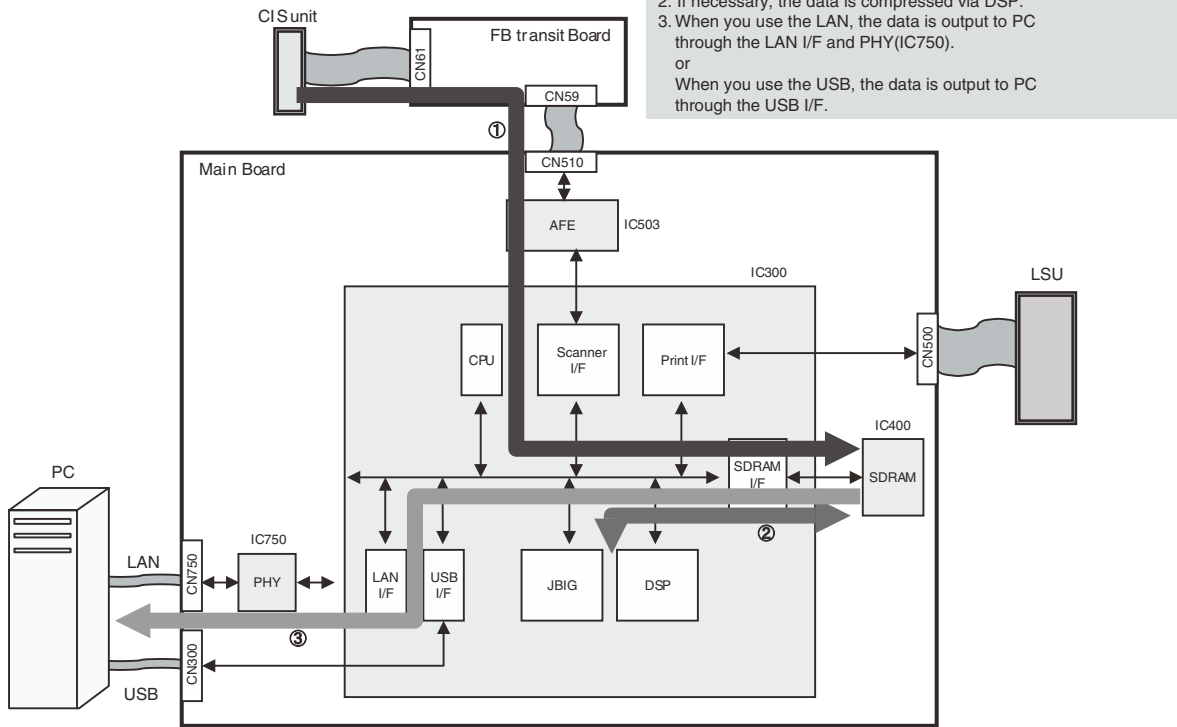 2. If necessary, the data is compressed via DSP.
3. When you use the LAN, the data is output to PC
through the LAN I/F and PHY(IC750).
or
When you use the USB, the data is output to PC
through the USB I/F.
CIS unit
FB transit Board
CN61
CN59
①
CN510
Main Board
AFE
IC503
IC300
LSU
CPU
Scanner
I/F
Print I/F
CN500
IC400
SDRAM
I/F
SDRAM
PC
②
IC750
LAN
CN750
PHY
LAN
I/F
USB
I/F
JBIG
DSP
③
CN300
USB